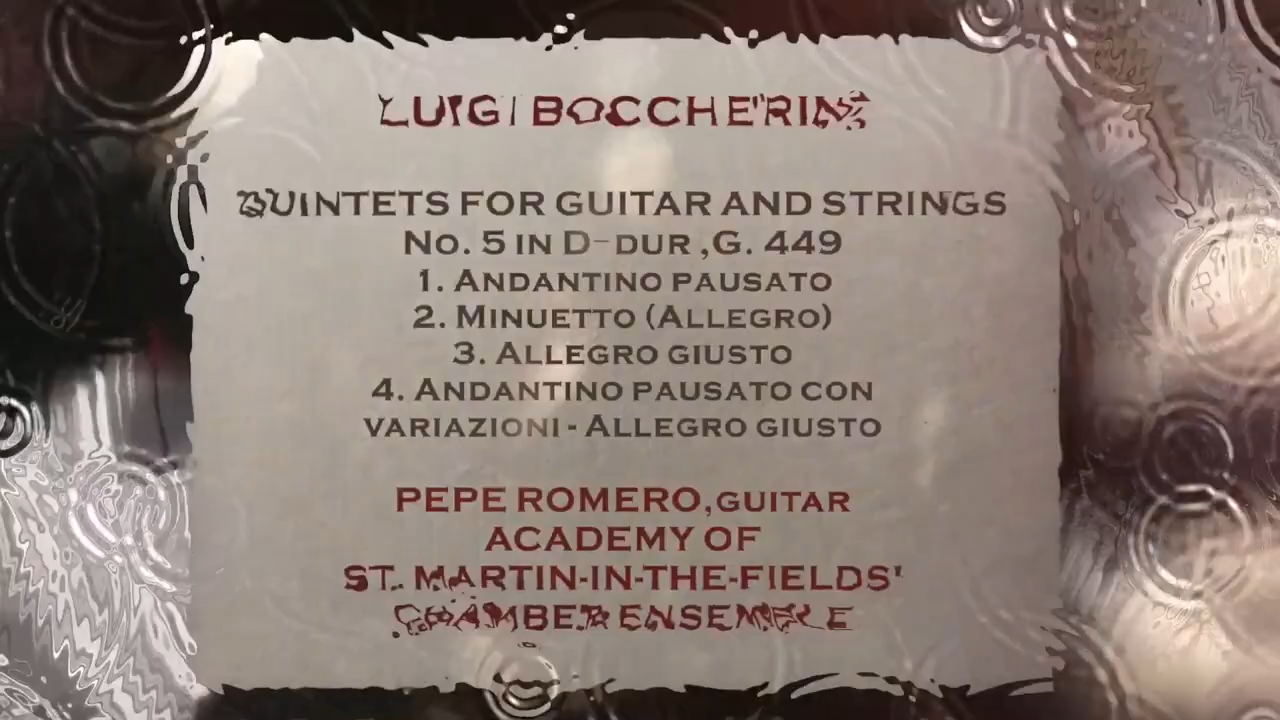 LUIGI BOCCHERINI
QUINTETS FOR GUITAR AND STRINGS
NO. 5 IN D-DUR ,G. 449
1. ANDANTINO PAUSATO
2. MINUETTO (ALLEGRO)
3. ALLEGRO GIUSTO
4. ANDANTINO PAUSATO CON
VARIAZIONI - ALLEGRO GIUSTO
PEPE ROMERO, GUITAR
ACADEMY OF
ST. MARTIN-IN-THE-FIELDS'
CHAMBER ENSEMBLE